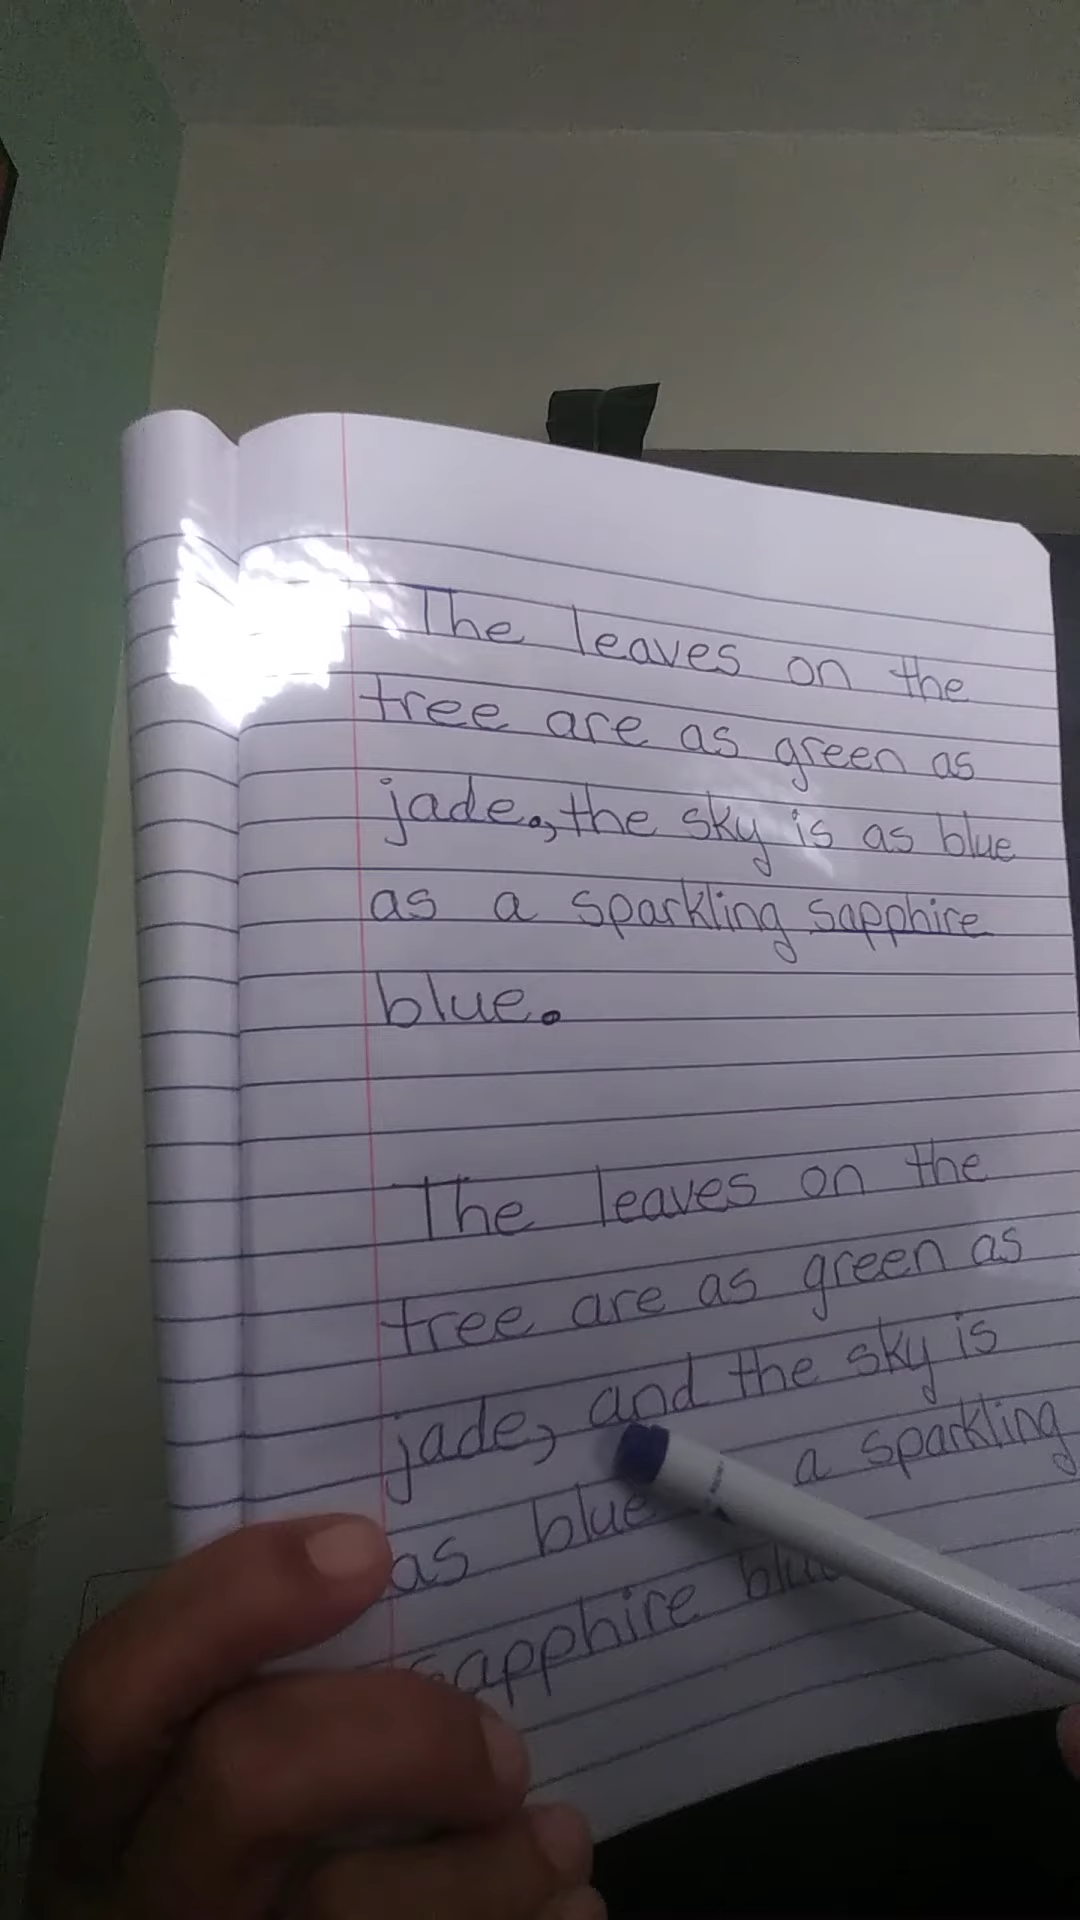 The leaves on the
tree are as green as
jade., the sky is as blue
as a sparkling sapphire
blue.
The leaves on the
tree are as green as
jade, and the sky is
as blue a sparkling
sapphire